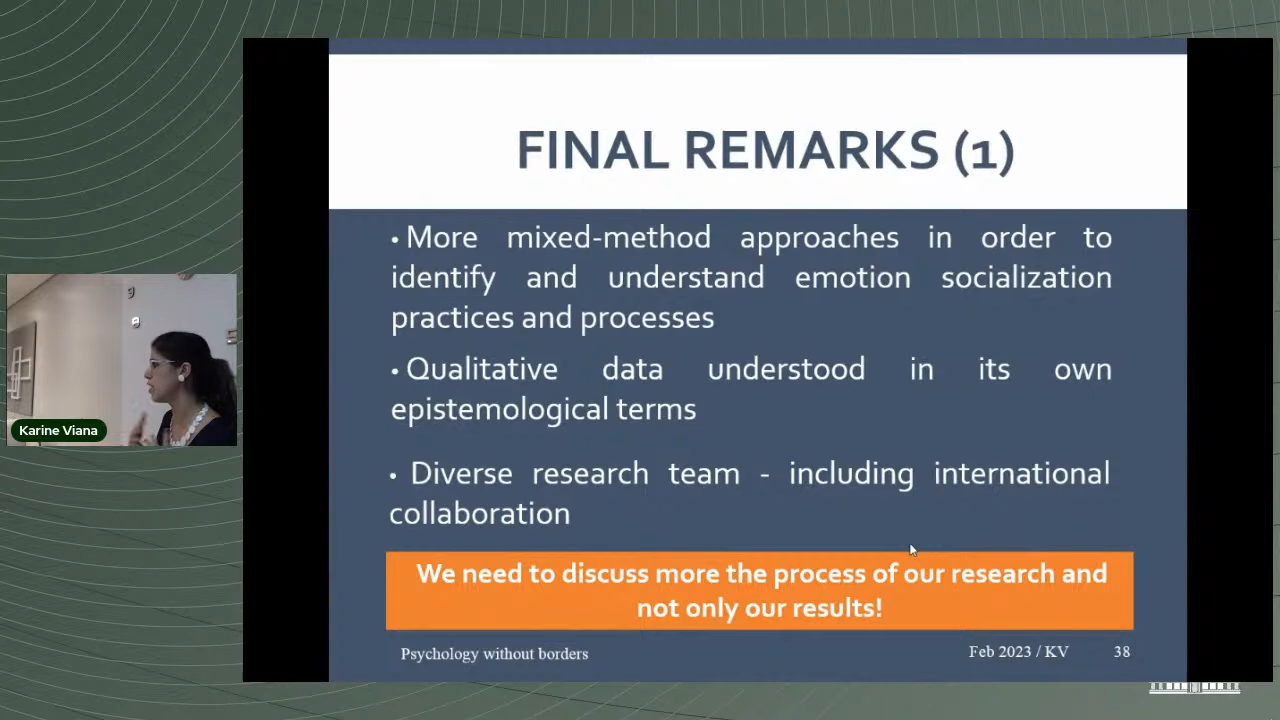 FINAL REMARKS (1)
• More mixed-method approaches in order to
identify and understand emotion socialization
practices and processes
• Qualitative data understood in its own
epistemological terms
• Diverse research team - including international
collaboration
We need to discuss more the process of our research and
not only our results!
Psychology without borders
Feb 2023 / KV
38
Karine Viana